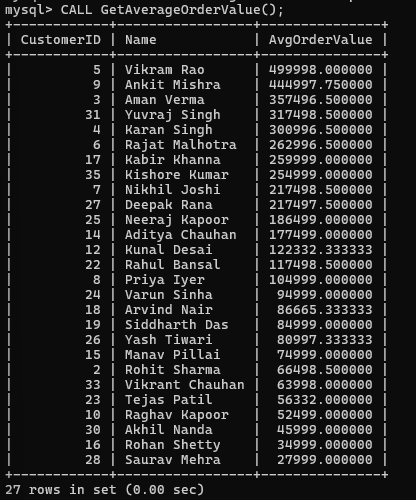 mysql> CALL GetAverageOrderValue();
+------------+-----------------+---------------+
| CustomerID | Name            | AvgOrderValue |
+------------+-----------------+---------------+
|          5 | Vikram Rao      | 499998.000000 |
|          9 | Ankit Mishra    | 444997.750000 |
|          3 | Aman Verma      | 357496.500000 |
|         31 | Yuvraj Singh    | 317498.500000 |
|          4 | Karan Singh     | 300996.500000 |
|          6 | Rajat Malhotra  | 262996.500000 |
|         17 | Kabir Khanna    | 259999.000000 |
|         35 | Kishore Kumar   | 254999.000000 |
|          7 | Nikhil Joshi    | 217498.500000 |
|         27 | Deepak Rana     | 217497.500000 |
|         25 | Neeraj Kapoor   | 186499.000000 |
|         14 | Aditya Chauhan  | 177499.000000 |
|         12 | Kunal Desai     | 122332.333333 |
|         22 | Rahul Bansal    | 117498.500000 |
|          8 | Priya Iyer      | 104999.000000 |
|         24 | Varun Sinha     |  94999.000000 |
|         18 | Arvind Nair     |  86665.333333 |
|         19 | Siddharth Das   |  84999.000000 |
|         26 | Yash Tiwari     |  80997.333333 |
|         15 | Manav Pillai    |  74999.000000 |
|          2 | Rohit Sharma    |  66498.500000 |
|         33 | Vikrant Chauhan |  63998.000000 |
|         23 | Tejas Patil     |  56332.000000 |
|         10 | Raghav Kapoor   |  52499.000000 |
|         30 | Akhil Nanda     |  45999.000000 |
|         16 | Rohan Shetty    |  34999.000000 |
|         28 | Saurav Mehra    |  27999.000000 |
+------------+-----------------+---------------+
27 rows in set (0.00 sec)